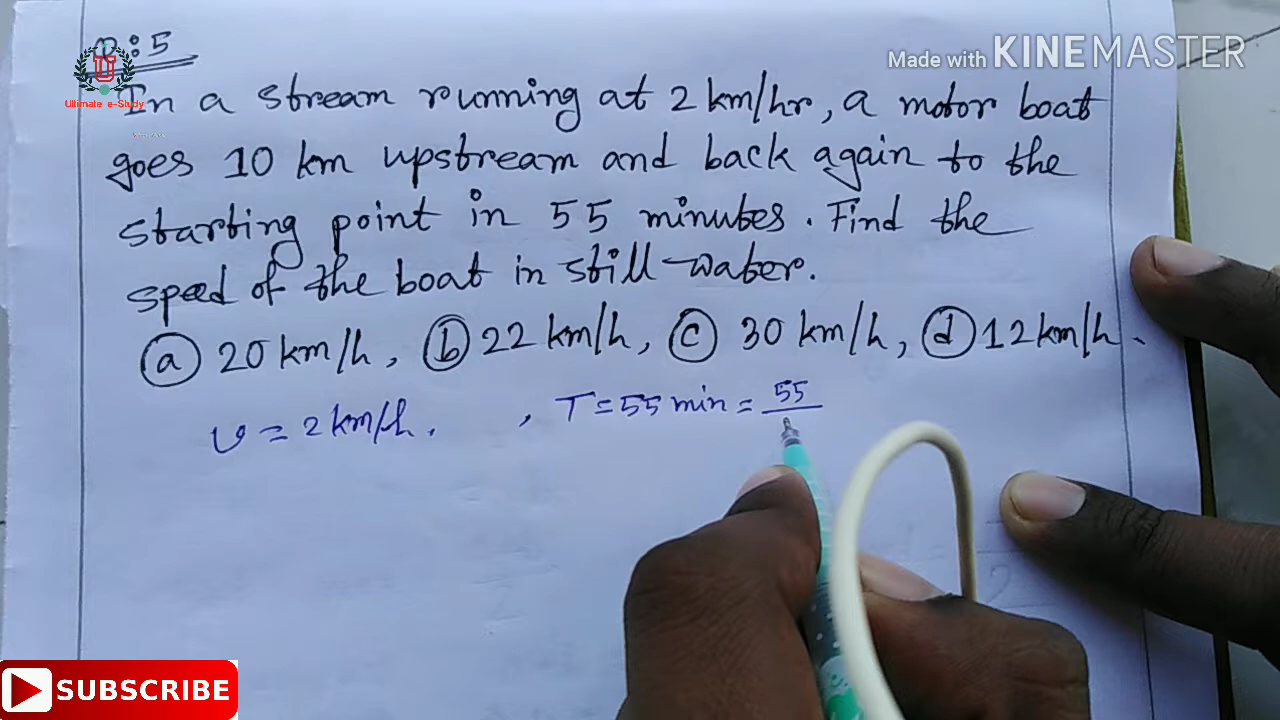 Q:5
Made with KINEMASTER
U
Ultimate e-Study
In a stream running at 2 km/hr, a motor boat
goes 10 km upstream and back again to the
starting point in 55 minutes. Find the
speed of the boat in still-water.
(a) 20 km/h, (b) 22 km/h, (c) 30 km/h, (d) 12 km/h.
v = 2 km/h. , T = 55 min = 55
SUBSCRIBE